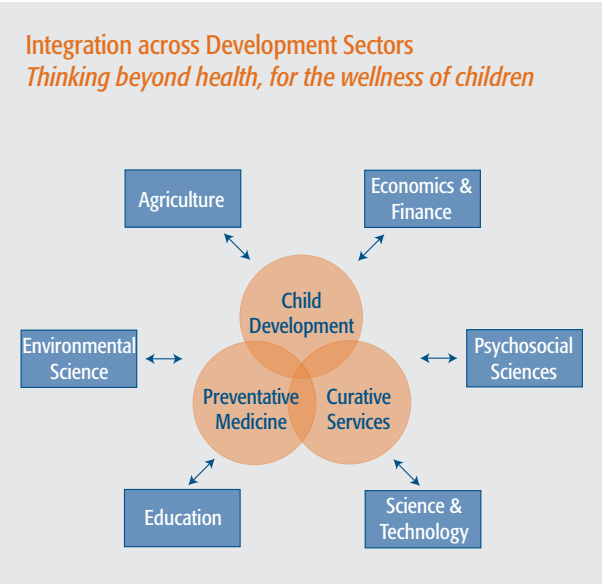 Integration across Development Sectors
Thinking beyond health, for the wellness of children
Agriculture
Economics &
Finance
Child
Development
Environmental
Science
Psychosocial
Sciences
Preventative
Medicine
Curative
Services
Education
Science &
Technology